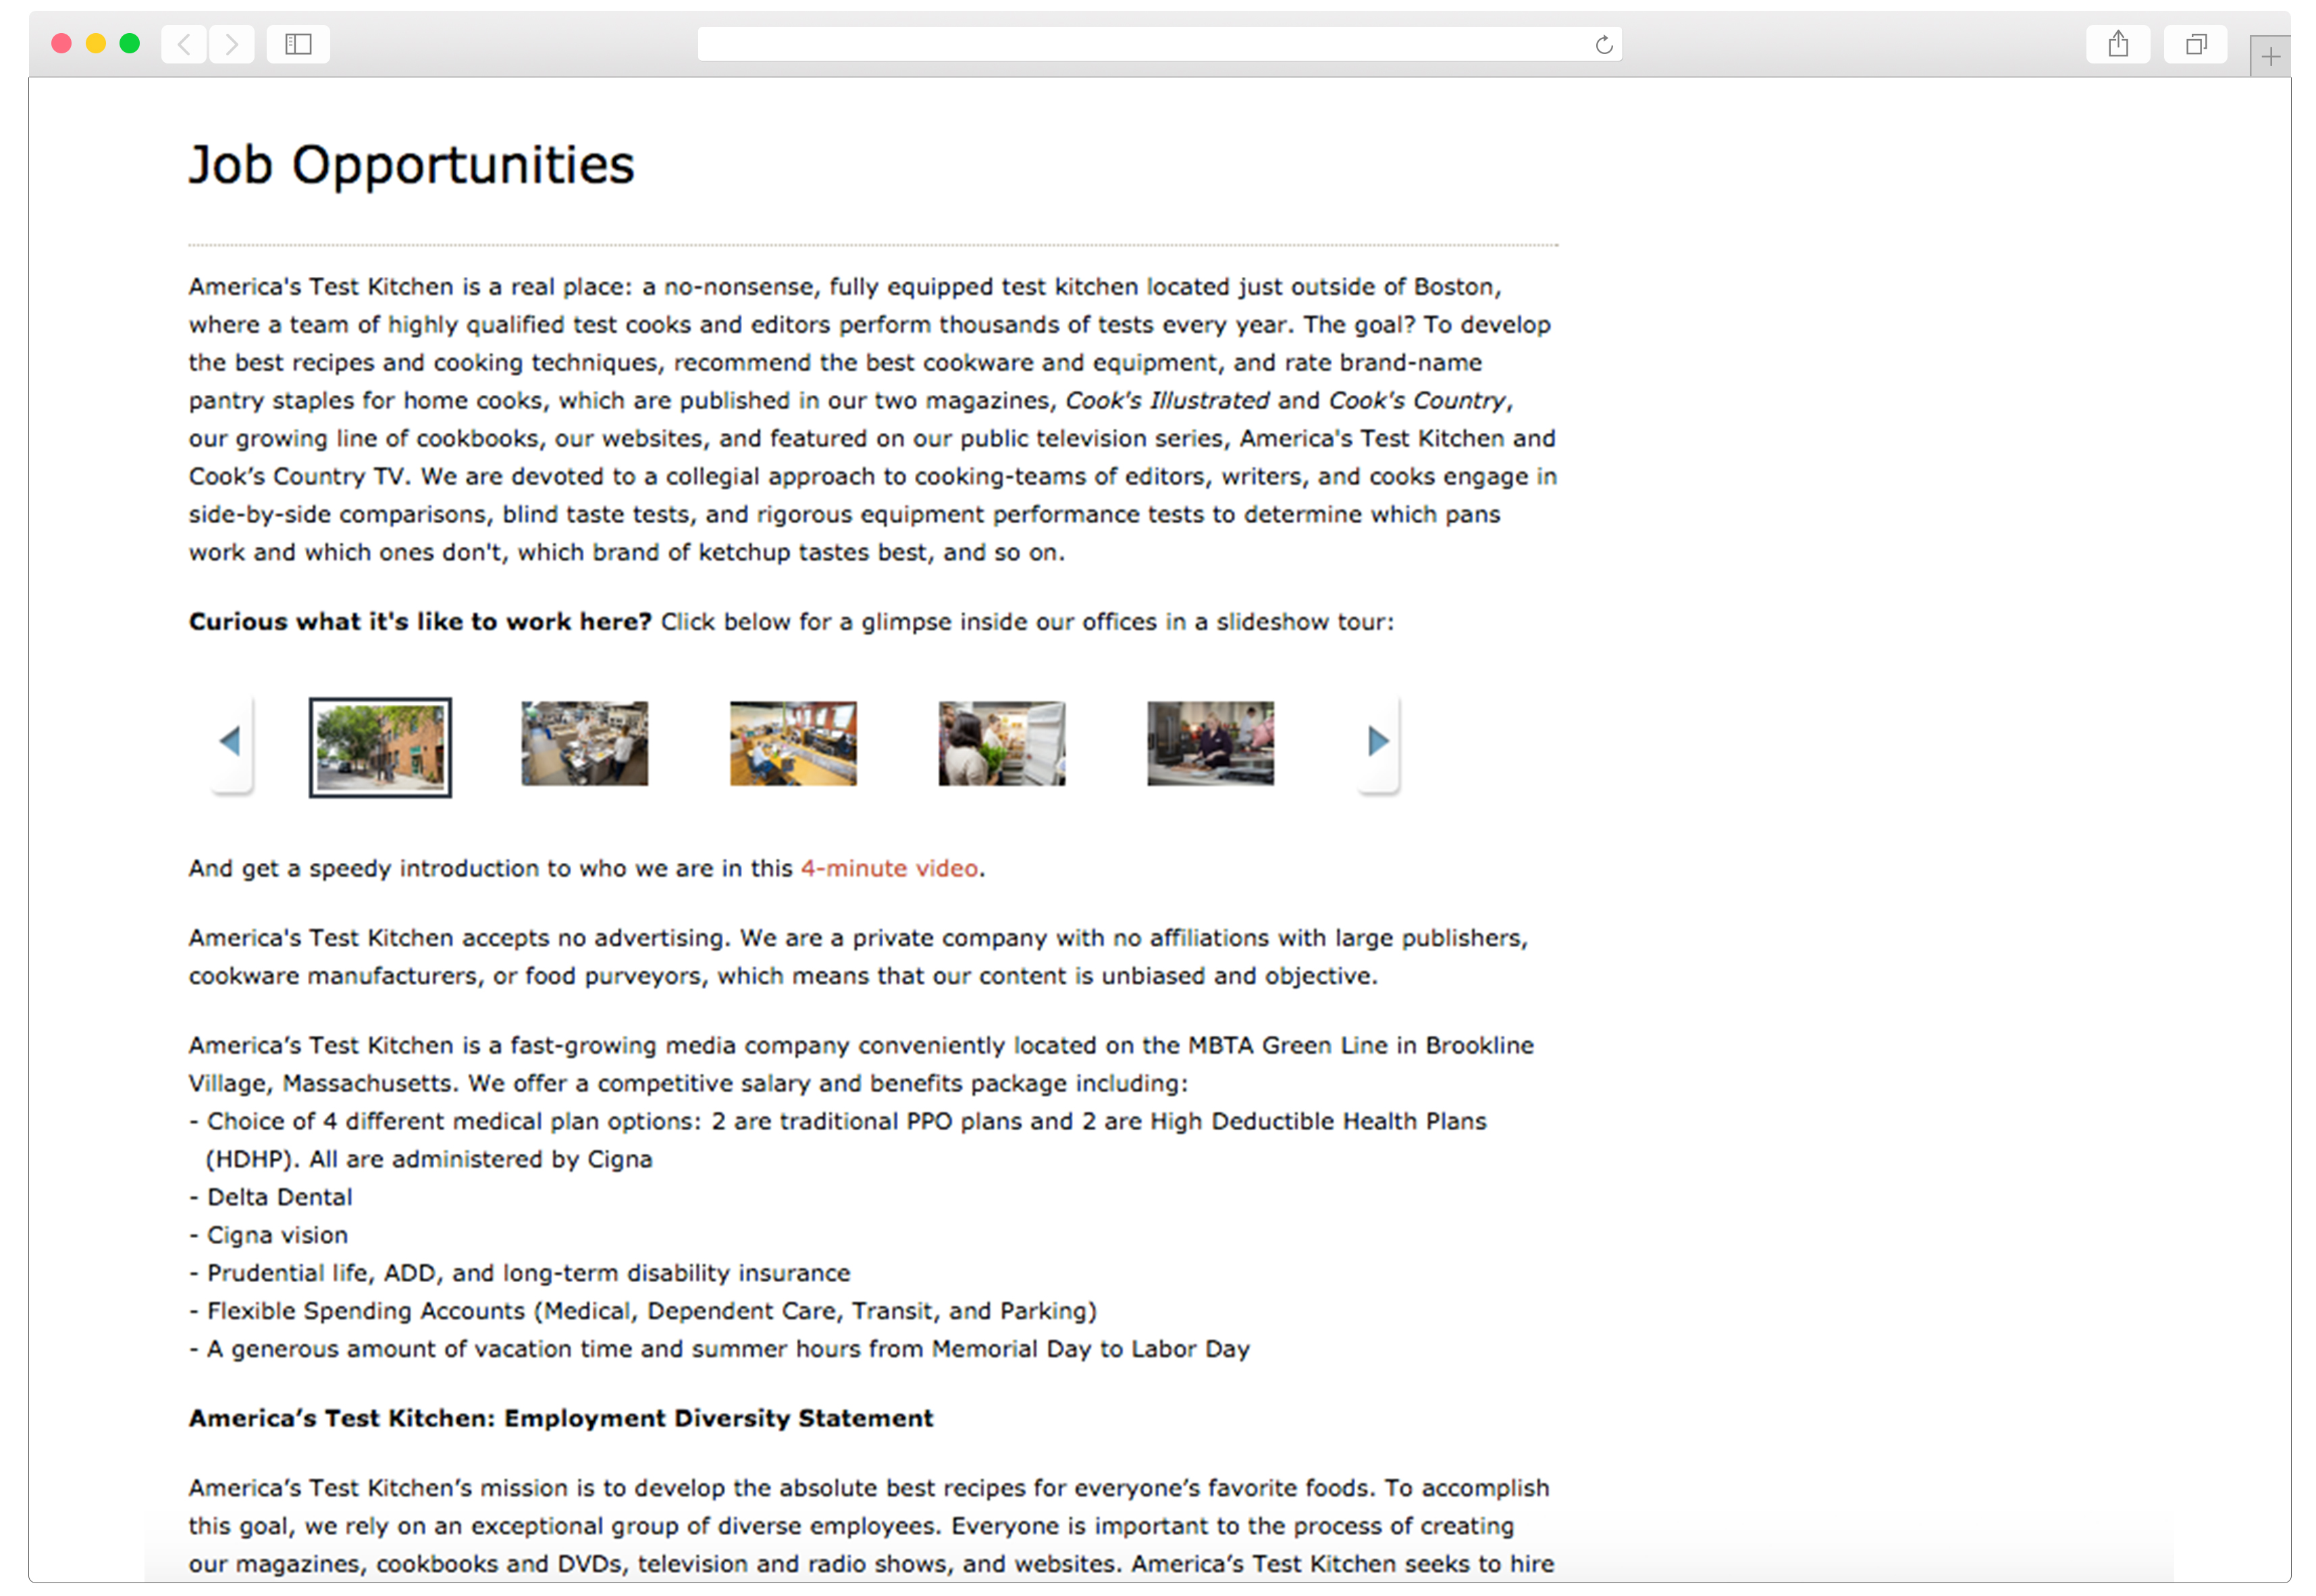 Job Opportunities
America's Test Kitchen is a real place: a no-nonsense, fully equipped test kitchen located just outside of Boston,
where a team of highly qualified test cooks and editors perform thousands of tests every year. The goal? To develop
the best recipes and cooking techniques, recommend the best cookware and equipment, and rate brand-name
pantry staples for home cooks, which are published in our two magazines, Cook's Illustrated and Cook's Country,
our growing line of cookbooks, our websites, and featured on our public television series, America's Test Kitchen and
Cook’s Country TV. We are devoted to a collegial approach to cooking-teams of editors, writers, and cooks engage in
side-by-side comparisons, blind taste tests, and rigorous equipment performance tests to determine which pans
work and which ones don't, which brand of ketchup tastes best, and so on.
Curious what it's like to work here? Click below for a glimpse inside our offices in a slideshow tour:
And get a speedy introduction to who we are in this 4-minute video.
America's Test Kitchen accepts no advertising. We are a private company with no affiliations with large publishers,
cookware manufacturers, or food purveyors, which means that our content is unbiased and objective.
America’s Test Kitchen is a fast-growing media company conveniently located on the MBTA Green Line in Brookline
Village, Massachusetts. We offer a competitive salary and benefits package including:
- Choice of 4 different medical plan options: 2 are traditional PPO plans and 2 are High Deductible Health Plans
(HDHP). All are administered by Cigna
- Delta Dental
- Cigna vision
- Prudential life, ADD, and long-term disability insurance
- Flexible Spending Accounts (Medical, Dependent Care, Transit, and Parking)
- A generous amount of vacation time and summer hours from Memorial Day to Labor Day
America’s Test Kitchen: Employment Diversity Statement
America’s Test Kitchen’s mission is to develop the absolute best recipes for everyone’s favorite foods. To accomplish
this goal, we rely on an exceptional group of diverse employees. Everyone is important to the process of creating
our magazines, cookbooks and DVDs, television and radio shows, and websites. America’s Test Kitchen seeks to hire